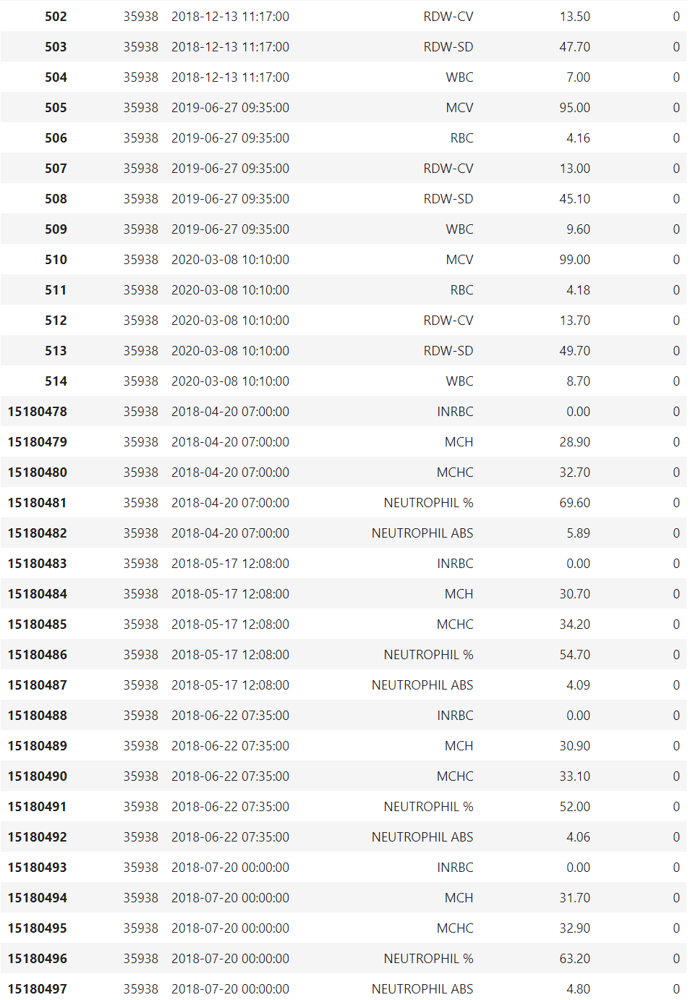 502 35938 2018-12-13 11:17:00 RDW-CV 13.50 0
503 35938 2018-12-13 11:17:00 RDW-SD 47.70 0
504 35938 2018-12-13 11:17:00 WBC 7.00 0
505 35938 2019-06-27 09:35:00 MCV 95.00 0
506 35938 2019-06-27 09:35:00 RBC 4.16 0
507 35938 2019-06-27 09:35:00 RDW-CV 13.00 0
508 35938 2019-06-27 09:35:00 RDW-SD 45.10 0
509 35938 2019-06-27 09:35:00 WBC 9.60 0
510 35938 2020-03-08 10:10:00 MCV 99.00 0
511 35938 2020-03-08 10:10:00 RBC 4.18 0
512 35938 2020-03-08 10:10:00 RDW-CV 13.70 0
513 35938 2020-03-08 10:10:00 RDW-SD 49.70 0
514 35938 2020-03-08 10:10:00 WBC 8.70 0
15180478 35938 2018-04-20 07:00:00 INRBC 0.00 0
15180479 35938 2018-04-20 07:00:00 MCH 28.90 0
15180480 35938 2018-04-20 07:00:00 MCHC 32.70 0
15180481 35938 2018-04-20 07:00:00 NEUTROPHIL % 69.60 0
15180482 35938 2018-04-20 07:00:00 NEUTROPHIL ABS 5.89 0
15180483 35938 2018-05-17 12:08:00 INRBC 0.00 0
15180484 35938 2018-05-17 12:08:00 MCH 30.70 0
15180485 35938 2018-05-17 12:08:00 MCHC 34.20 0
15180486 35938 2018-05-17 12:08:00 NEUTROPHIL % 54.70 0
15180487 35938 2018-05-17 12:08:00 NEUTROPHIL ABS 4.09 0
15180488 35938 2018-06-22 07:35:00 INRBC 0.00 0
15180489 35938 2018-06-22 07:35:00 MCH 30.90 0
15180490 35938 2018-06-22 07:35:00 MCHC 33.10 0
15180491 35938 2018-06-22 07:35:00 NEUTROPHIL % 52.00 0
15180492 35938 2018-06-22 07:35:00 NEUTROPHIL ABS 4.06 0
15180493 35938 2018-07-20 00:00:00 INRBC 0.00 0
15180494 35938 2018-07-20 00:00:00 MCH 31.70 0
15180495 35938 2018-07-20 00:00:00 MCHC 32.90 0
15180496 35938 2018-07-20 00:00:00 NEUTROPHIL % 63.20 0
15180497 35938 2018-07-20 00:00:00 NEUTROPHIL ABS 4.80 0